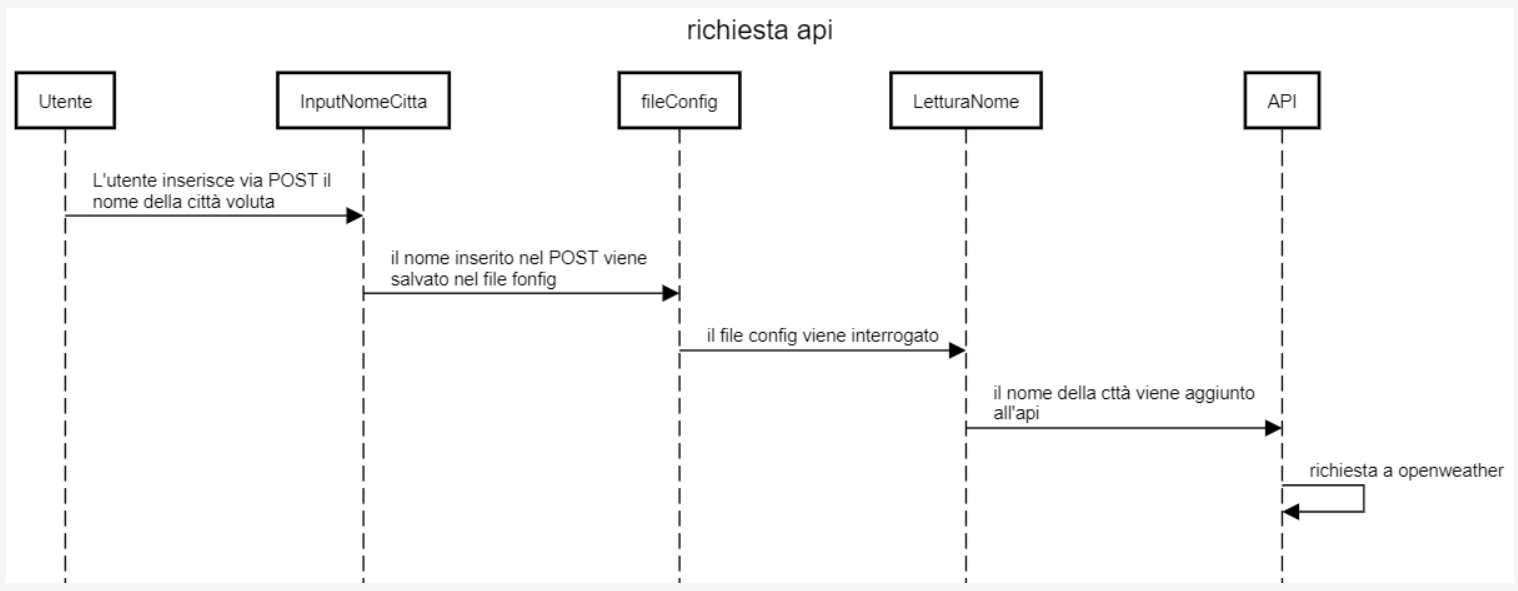 richiesta api
Utente
InputNomeCitta
fileConfig
LetturaNome
API
L'utente inserisce via POST il
nome della città voluta
il nome inserito nel POST viene
salvato nel file fonfig
il file config viene interrogato
il nome della cttà viene aggiunto
all'api
richiesta a openweather